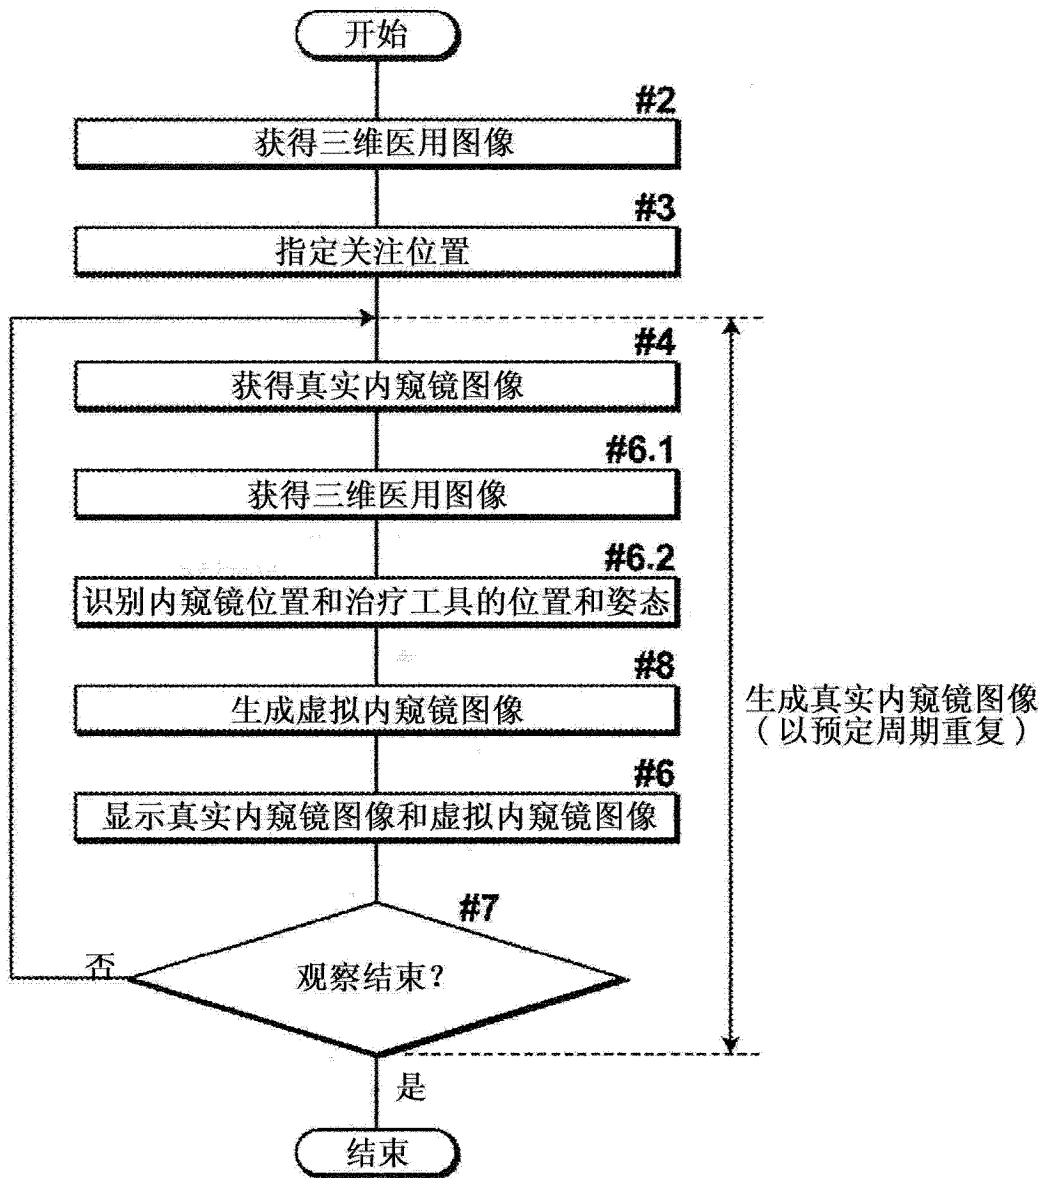 开始
#2
获得三维医用图像
#3
指定关注位置
#4
获得真实内窥镜图像
#6.1
获得三维医用图像
#6.2
识别内窥镜位置和治疗工具的位置和姿态
#8
生成虚拟内窥镜图像
生成真实内窥镜图像
(以预定周期重复)
#6
显示真实内窥镜图像和虚拟内窥镜图像
#7
否
观察结束?
是
结束